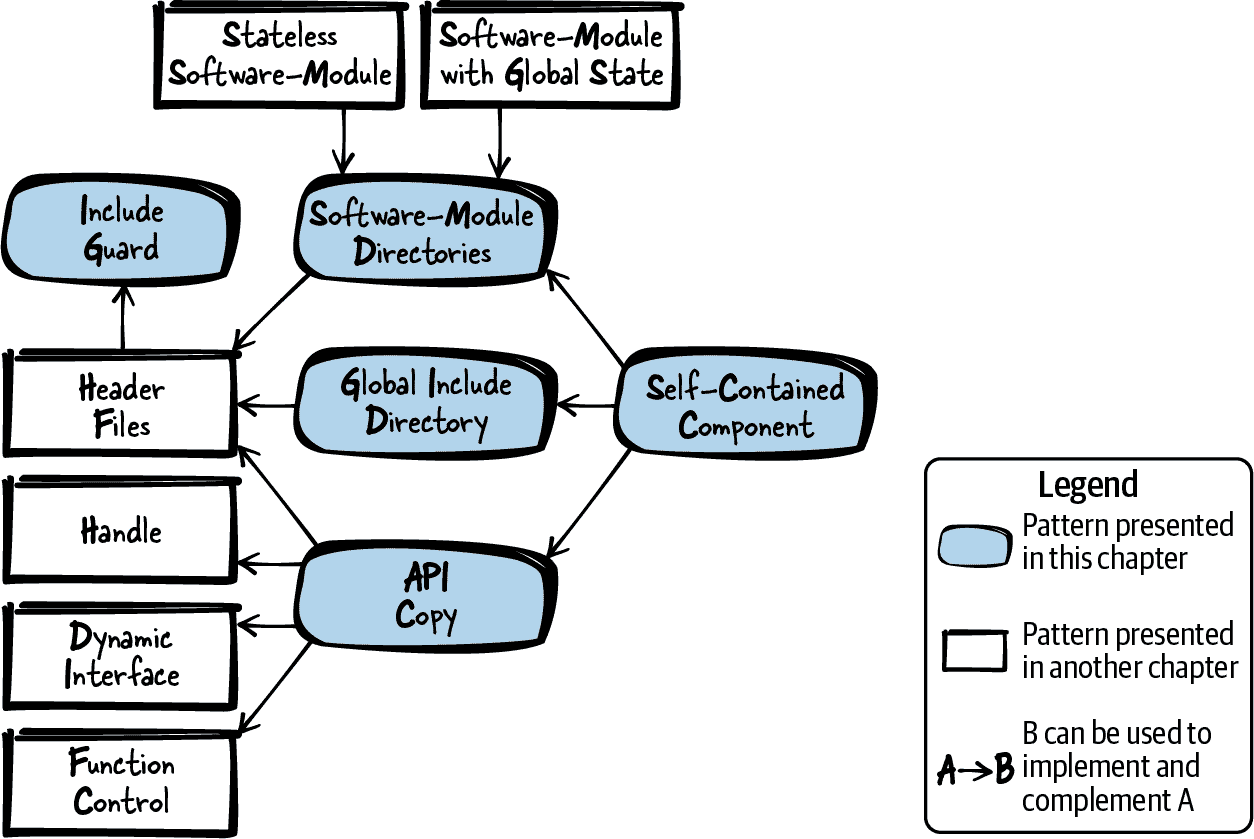 Stateless
Software-Module
Software-Module
with Global State
Include
Guard
Software-Module
Directories
Header
Files
Global Include
Directory
Self-Contained
Component
Handle
API
Copy
Dynamic
Interface
Function
Control
Legend
Pattern presented
in this chapter
Pattern presented
in another chapter
A→B
B can be used to
implement and
complement A